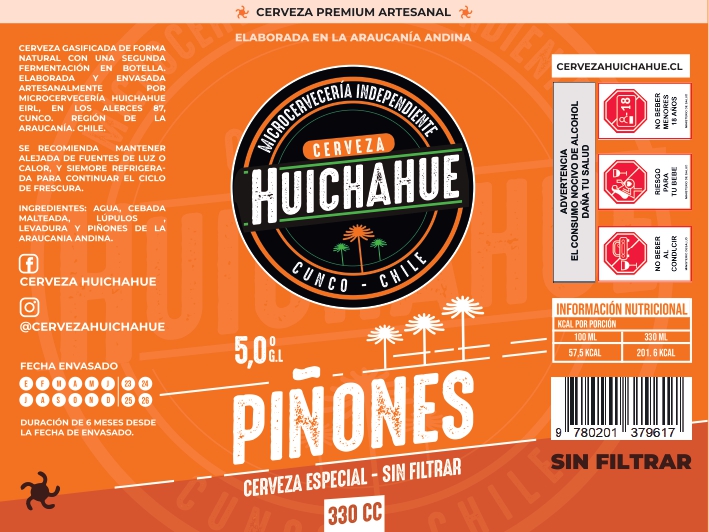 CERVEZA PREMIUM ARTESANAL
ELABORADA EN LA ARAUCANÍA ANDINA
CERVEZA GASIFICADA DE FORMA
NATURAL CON UNA SEGUNDA
FERMENTACIÓN EN BOTELLA.
ELABORADA Y ENVASADA
ARTESANALMENTE POR
MICROCERVECERÍA HUICHAHUE
EIRL, EN LOS ALERCES 87,
CUNCO. REGIÓN DE LA
ARAUCANÍA. CHILE.
SE RECOMIENDA MANTENER
ALEJADA DE FUENTES DE LUZ O
CALOR, Y SIEMORE REFRIGERA-
DA PARA CONTINUAR EL CICLO
DE FRESCURA.
INGREDIENTES: AGUA, CEBADA
MALTEADA, LÚPULOS ,
LEVADURA Y PIÑONES DE LA
ARAUCANIA ANDINA.
CERVEZA HUICHAHUE
@CERVEZAHUICHAHUE
FECHA ENVASADO
E F M A M J 23 24
J A S O N D 25 26
DURACIÓN DE 6 MESES DESDE
LA FECHA DE ENVASADO.
MICROCERVECERÍA INDEPENDIENTE
CERVEZA
HUICHAHUE
CUNCO - CHILE
5,0° G.L
PIÑONES
CERVEZA ESPECIAL - SIN FILTRAR
330 CC
CERVEZAHUICHAHUE.CL
ADVERTENCIA
EL CONSUMO NOCIVO DE ALCOHOL
DAÑA TU SALUD
18
NO BEBER
MENORES
18 AÑOS
RIESGO
PARA
TU BEBE
NO BEBER
AL
CONDUCIR
INFORMACIÓN NUTRICIONAL
KCAL POR PORCIÓN
100 ML 330 ML
57,5 KCAL 201. 6 KCAL
9 780201 379617
SIN FILTRAR